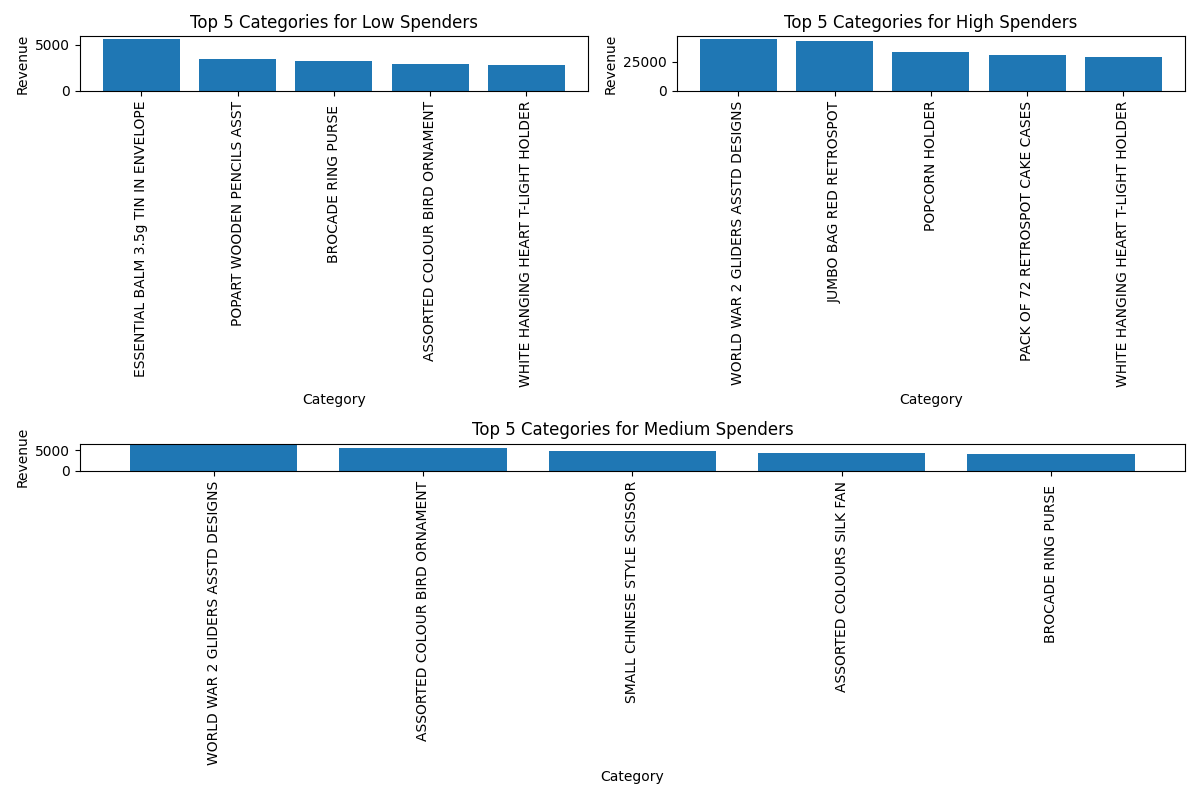 Top 5 Categories for Low Spenders
Revenue
5000
0
ESSENTIAL BALM 3.5g TIN IN ENVELOPE
POPART WOODEN PENCILS ASST
BROCADE RING PURSE
ASSORTED COLOUR BIRD ORNAMENT
WHITE HANGING HEART T-LIGHT HOLDER
Category
Top 5 Categories for High Spenders
Revenue
25000
0
WORLD WAR 2 GLIDERS ASSTD DESIGNS
JUMBO BAG RED RETROSPOT
POPCORN HOLDER
PACK OF 72 RETROSPOT CAKE CASES
WHITE HANGING HEART T-LIGHT HOLDER
Category
Top 5 Categories for Medium Spenders
Revenue
5000
0
WORLD WAR 2 GLIDERS ASSTD DESIGNS
ASSORTED COLOUR BIRD ORNAMENT
SMALL CHINESE STYLE SCISSOR
ASSORTED COLOURS SILK FAN
BROCADE RING PURSE
Category